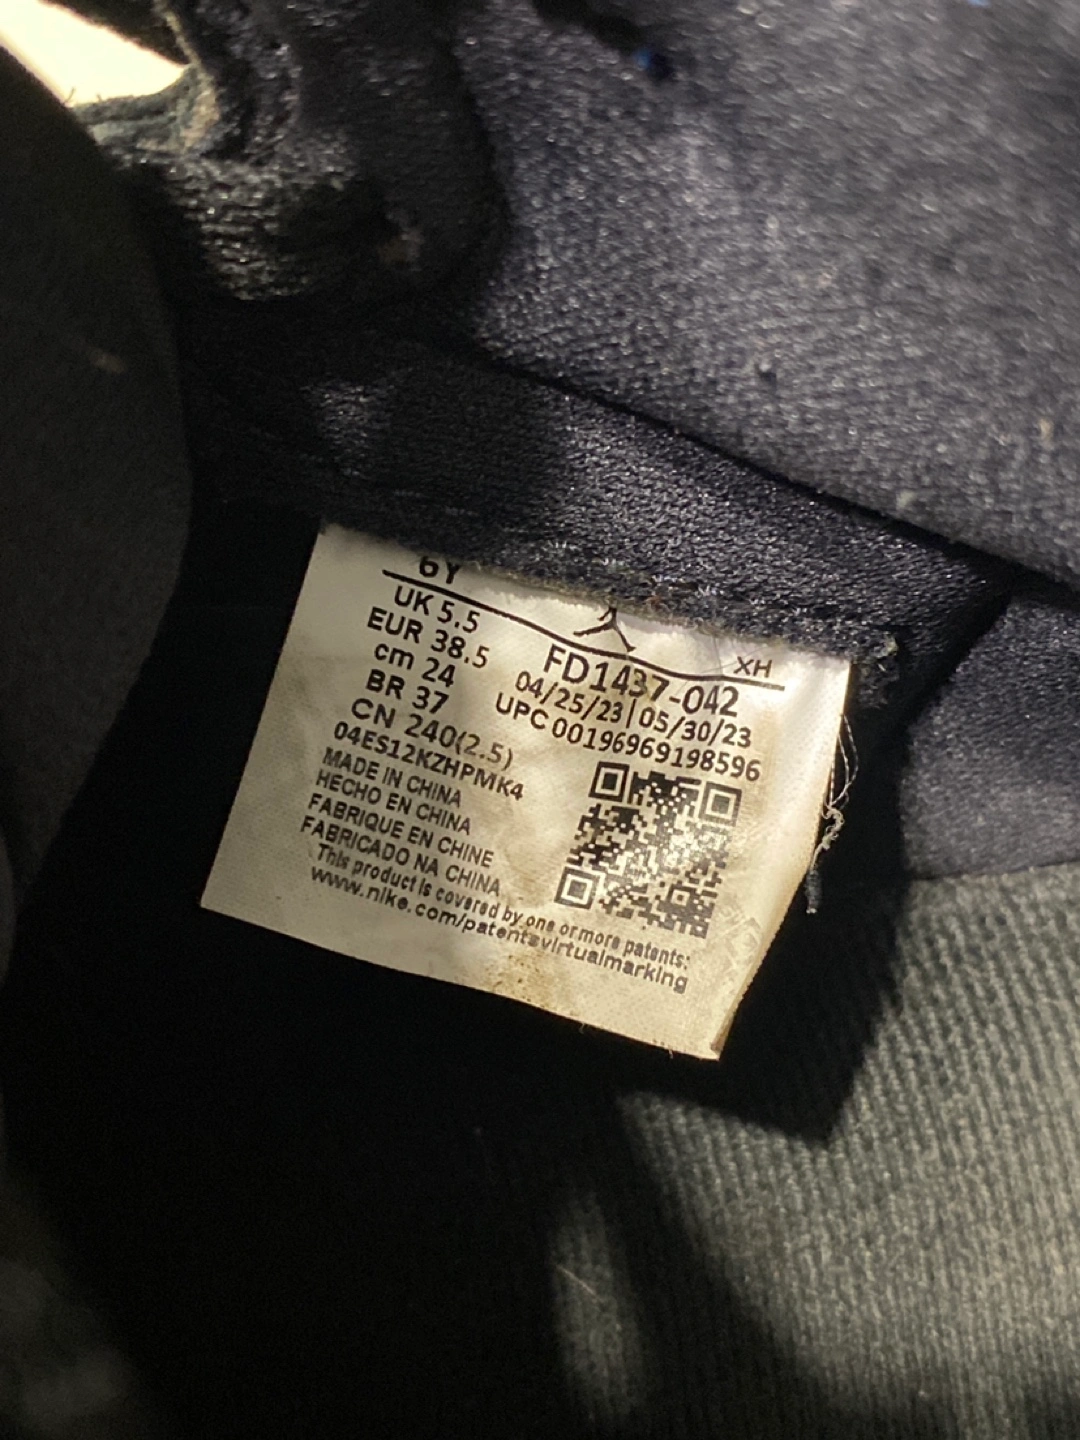 6Y
UK 5.5
EUR 38.5
cm 24
BR 37
CN 240(2.5)
04ES12KZHPMK4
MADE IN CHINA
HECHO EN CHINA
FABRIQUE EN CHINE
FABRICADO NA CHINA
XH
FD1437-042
04/25/23|05/30/23
UPC 00196969198596
This product is covered by one or more patents:
www.nike.com/patentsvirtualmarking